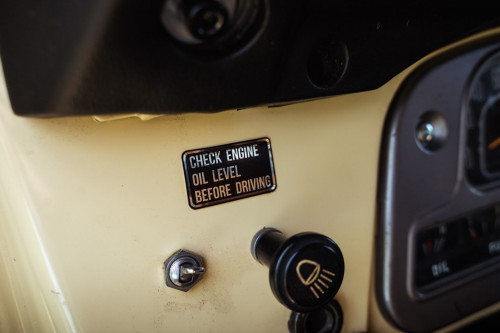 CHECK ENGINE
OIL LEVEL
BEFORE DRIVING
OIL